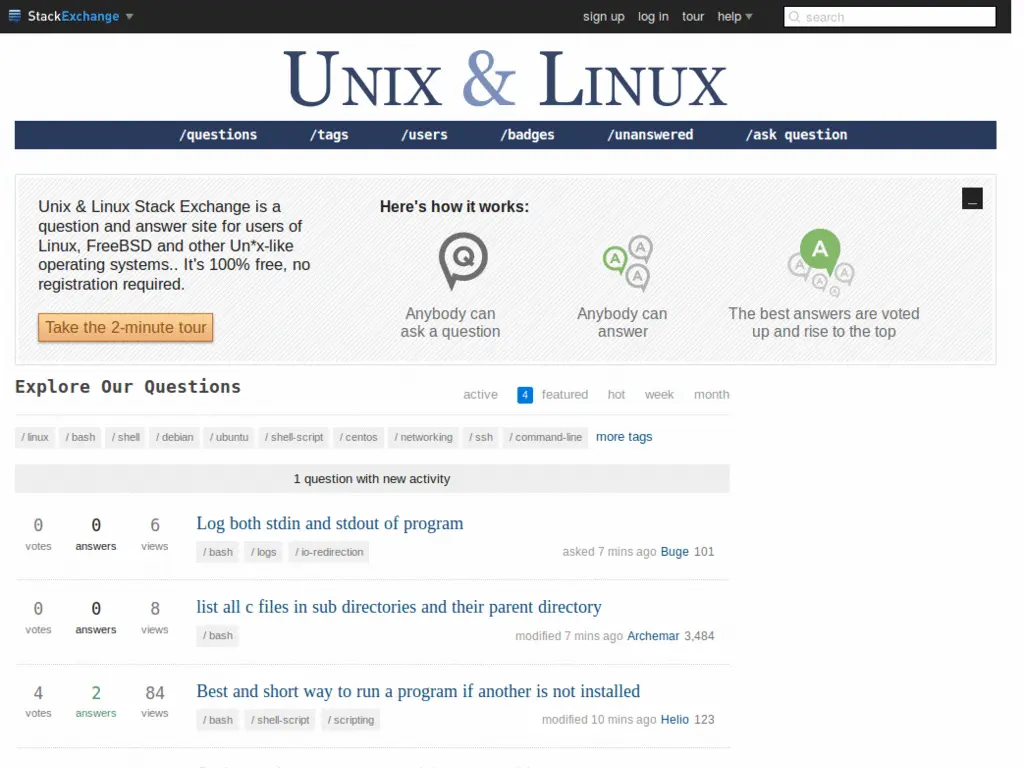 StackExchange sign up log in tour help search
UNIX & LINUX
/questions /tags /users /badges /unanswered /ask question
Unix & Linux Stack Exchange is a
question and answer site for users of
Linux, FreeBSD and other Un*x-like
operating systems.. It's 100% free, no
registration required.
Take the 2-minute tour
Here's how it works:
_
Q
A A A
A A A A A
Anybody can
ask a question
Anybody can
answer
The best answers are voted
up and rise to the top
Explore Our Questions
active 4 featured hot week month
/ linux / bash / shell / debian / ubuntu / shell-script / centos / networking / ssh / command-line more tags
1 question with new activity
0 0 6 Log both stdin and stdout of program
votes answers views / bash / logs / io-redirection asked 7 mins ago Buge 101
0 0 8 list all c files in sub directories and their parent directory
votes answers views / bash modified 7 mins ago Archemar 3,484
4 2 84 Best and short way to run a program if another is not installed
votes answers views / bash / shell-script / scripting modified 10 mins ago Helio 123